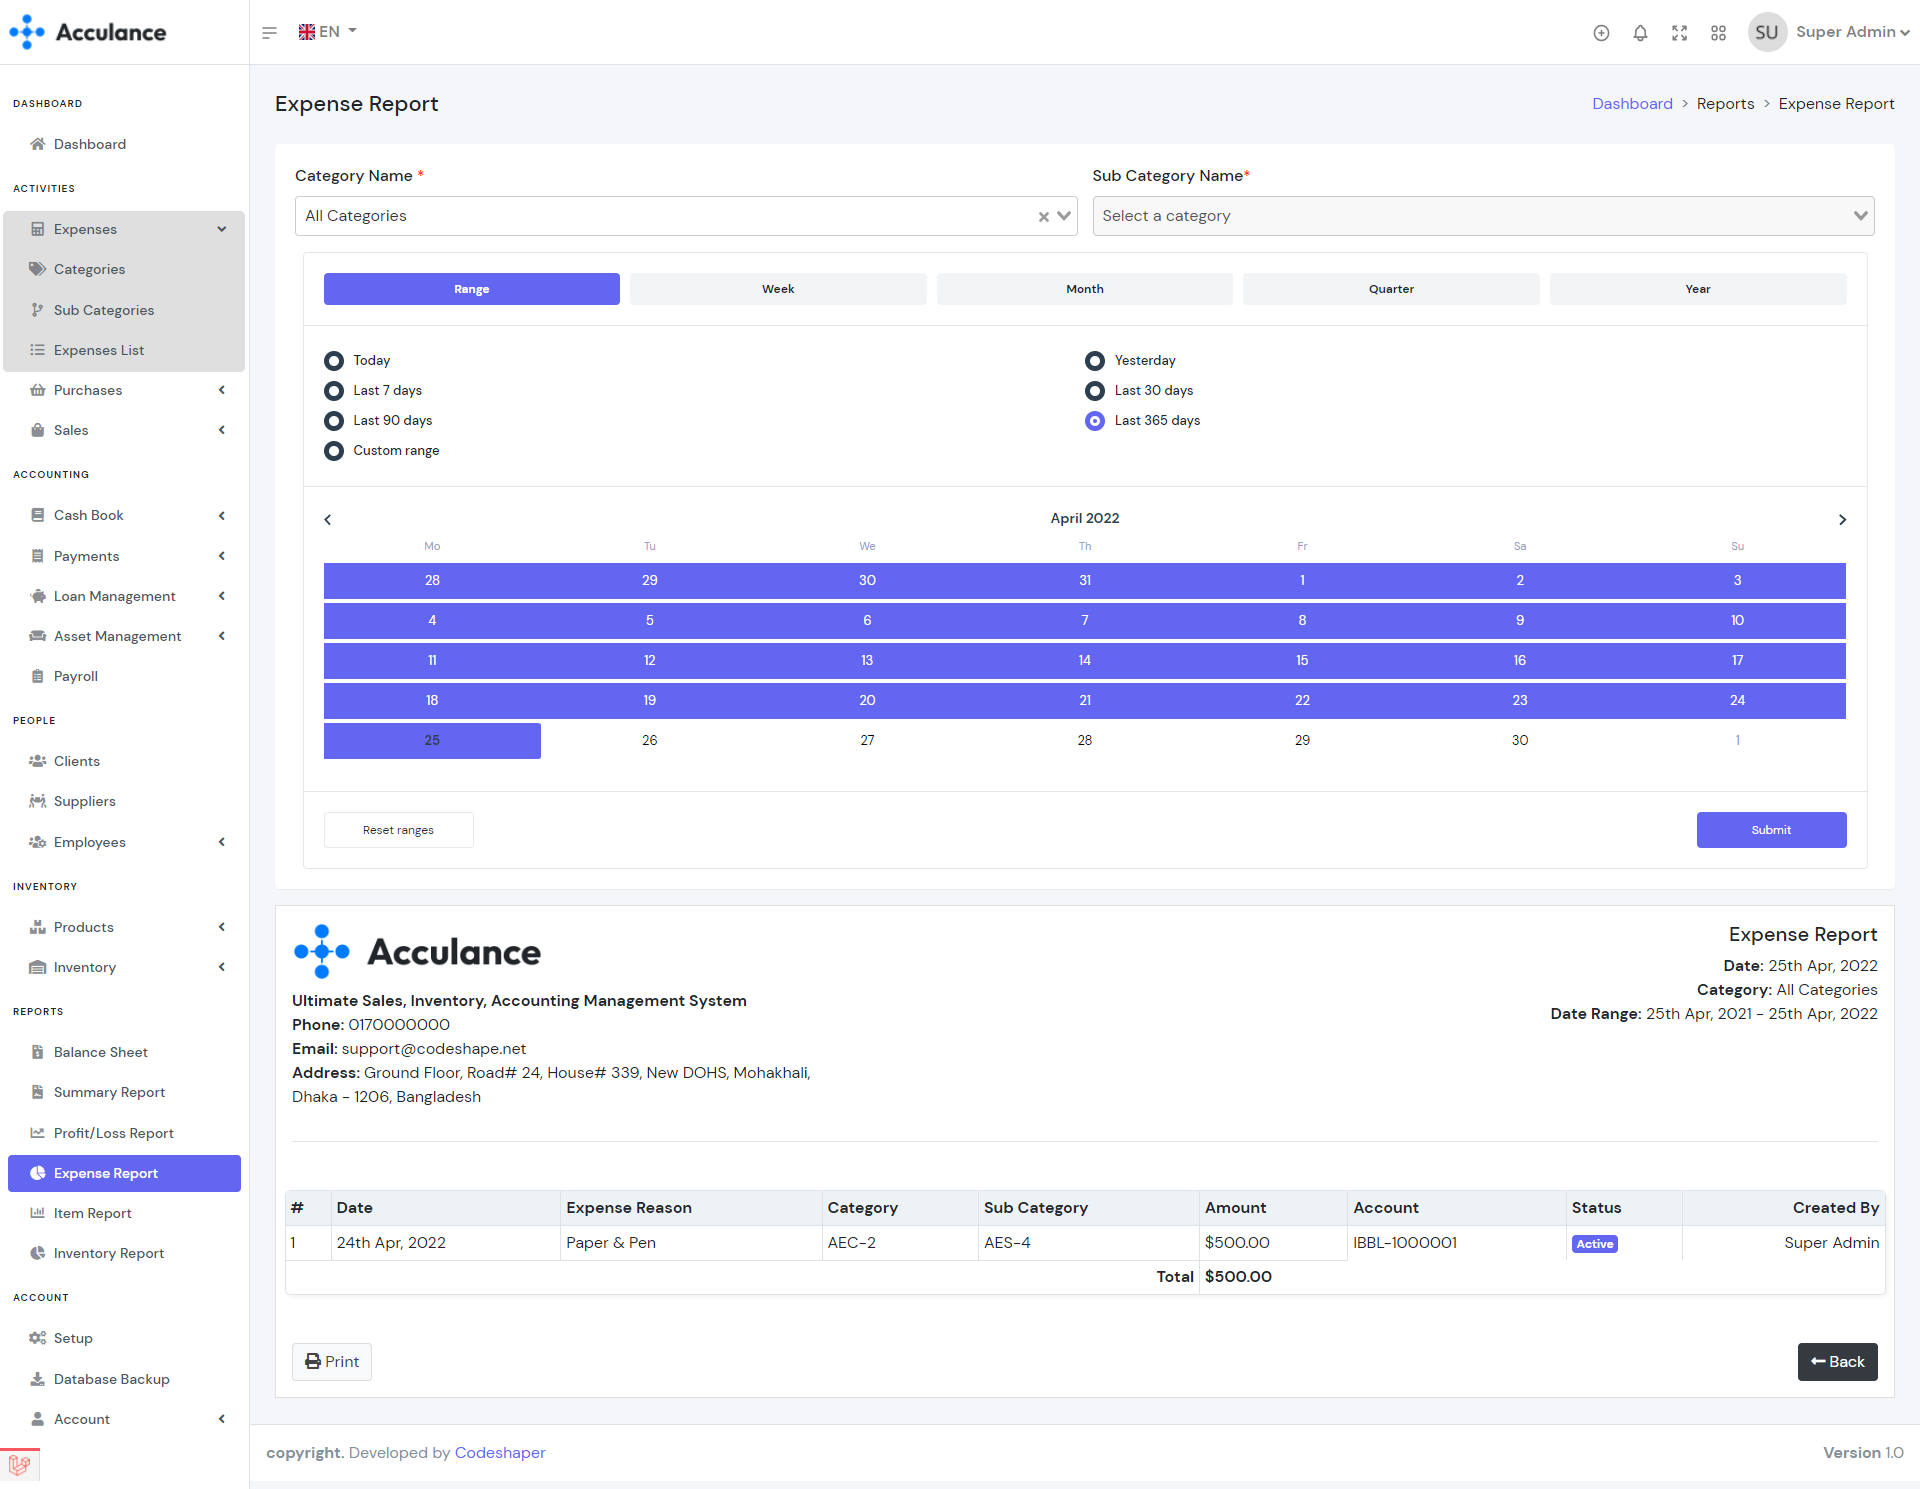 Acculance
EN
SU
Super Admin
DASHBOARD
Dashboard
ACTIVITIES
Expenses
Categories
Sub Categories
Expenses List
Purchases
Sales
ACCOUNTING
Cash Book
Payments
Loan Management
Asset Management
Payroll
PEOPLE
Clients
Suppliers
Employees
INVENTORY
Products
Inventory
REPORTS
Balance Sheet
Summary Report
Profit/Loss Report
Expense Report
Item Report
Inventory Report
ACCOUNT
Setup
Database Backup
Account
Expense Report
Dashboard > Reports > Expense Report
Category Name *
Sub Category Name*
All Categories
Select a category
Range Week Month Quarter Year
Today Yesterday
Last 7 days Last 30 days
Last 90 days Last 365 days
Custom range
April 2022
Mo Tu We Th Fr Sa Su
28 29 30 31 1 2 3
4 5 6 7 8 9 10
11 12 13 14 15 16 17
18 19 20 21 22 23 24
25 26 27 28 29 30 1
Reset ranges Submit
Acculance
Ultimate Sales, Inventory, Accounting Management System
Phone: 0170000000
Email: support@codeshape.net
Address: Ground Floor, Road# 24, House# 339, New DOHS, Mohakhali,
Dhaka - 1206, Bangladesh
Expense Report
Date: 25th Apr, 2022
Category: All Categories
Date Range: 25th Apr, 2021 - 25th Apr, 2022
# Date Expense Reason Category Sub Category Amount Account Status Created By
1 24th Apr, 2022 Paper & Pen AEC-2 AES-4 $500.00 IBBL-1000001 Active Super Admin
Total $500.00
Print
Back
copyright. Developed by Codeshaper
Version 1.0